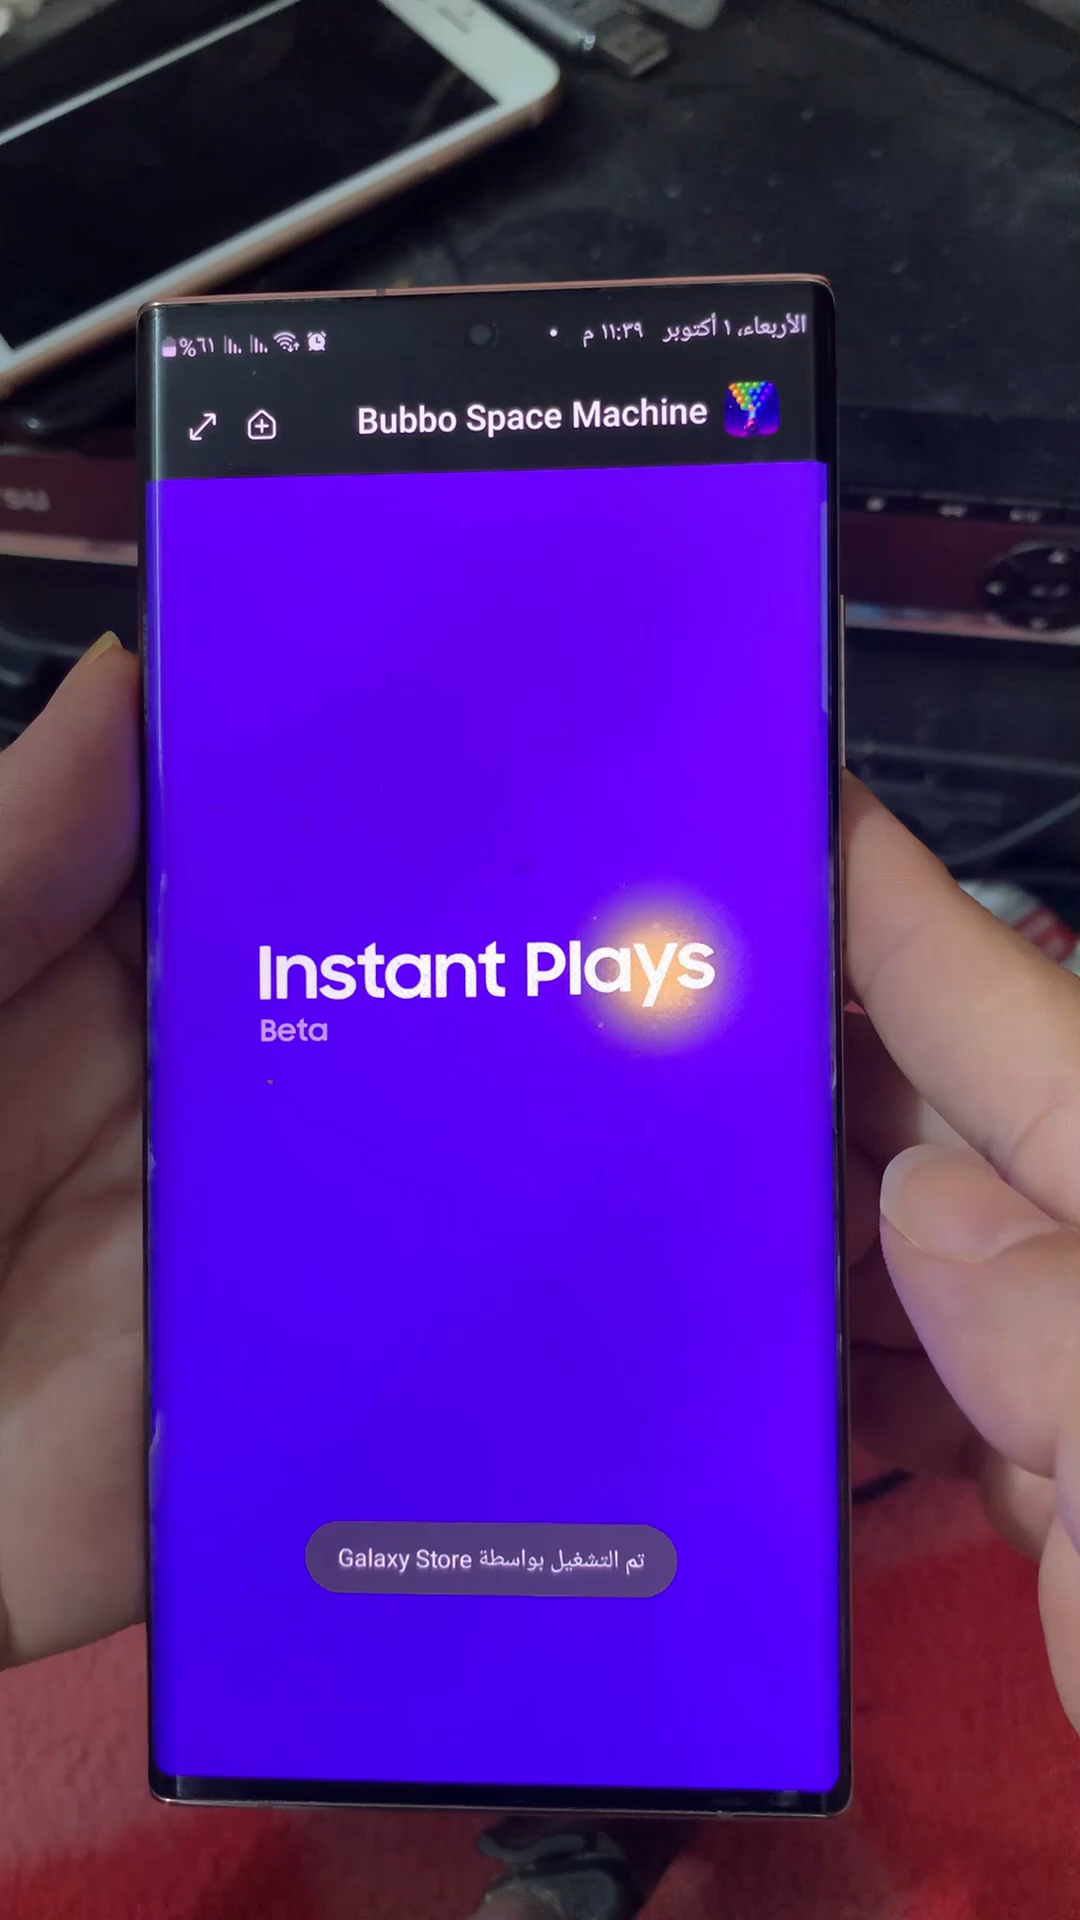 الأربعاء، ١ أكتوبر ١١:٣٩ م
%٦١
Bubbo Space Machine
Instant Plays
Beta
تم التشغيل بواسطة Galaxy Store